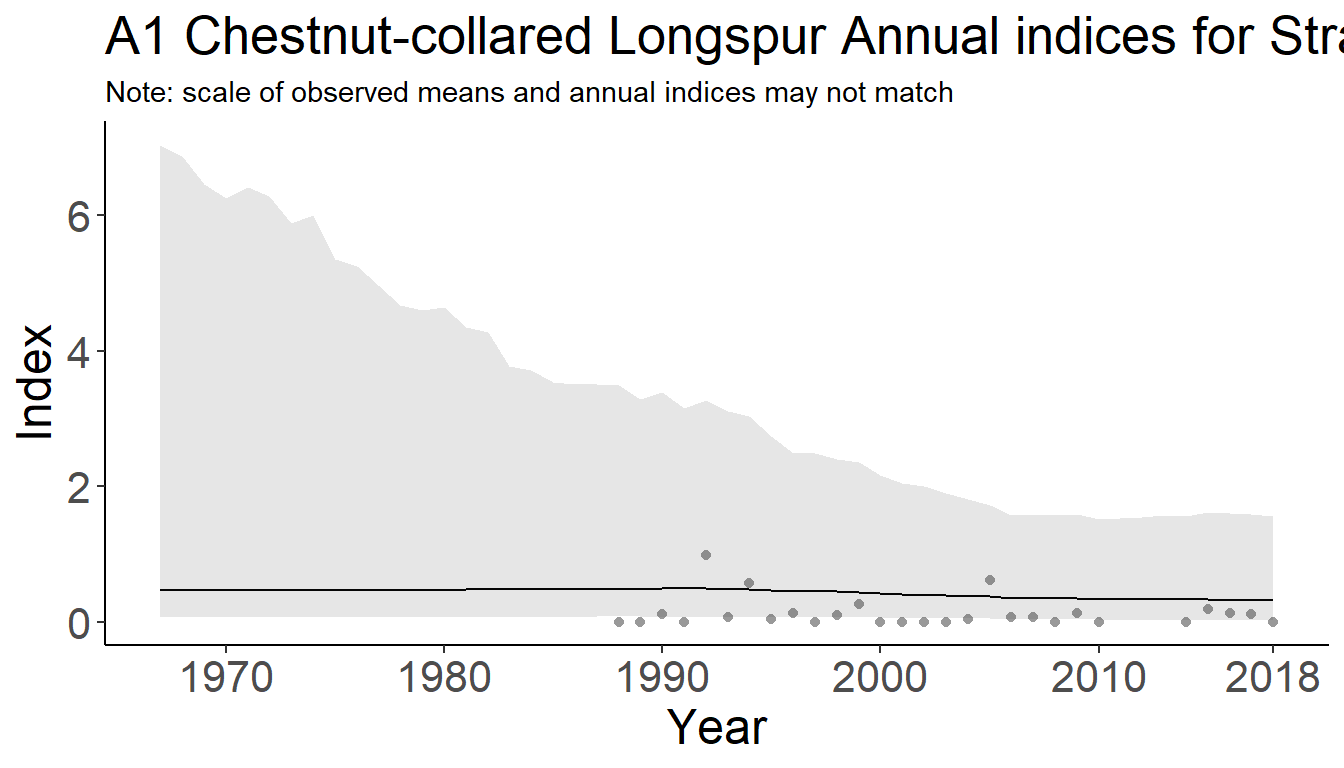 A1 Chestnut-collared Longspur Annual indices for
Note: scale of observed means and annual indices may not match
6
4
2
0
Index
1970 1980 1990 2000 2010 2018
Year